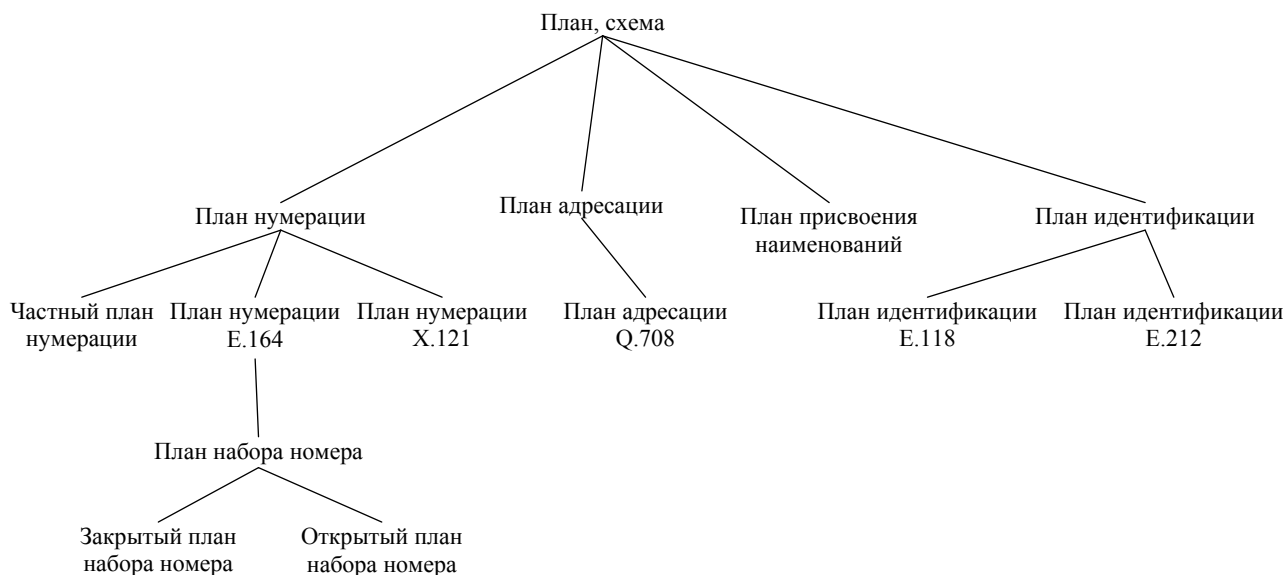 План, схема
План нумерации
План адресации
План присвоения
наименований
План идентификации
Частный план
нумерации
План нумерации
E.164
План нумерации
X.121
План адресации
Q.708
План идентификации
E.118
План идентификации
E.212
План набора номера
Закрытый план
набора номера
Открытый план
набора номера